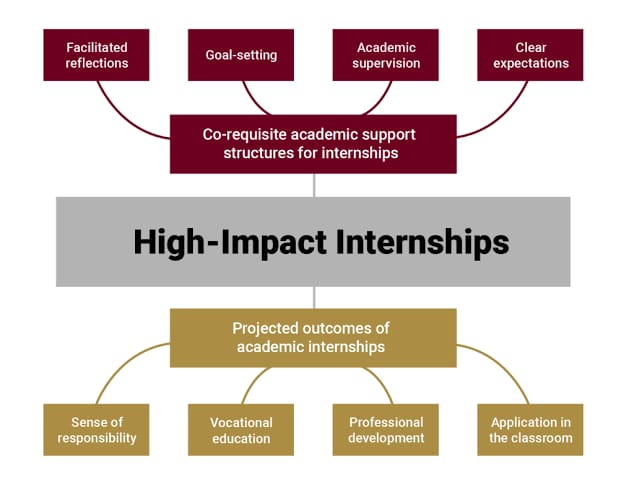 Facilitated
reflections
Goal-setting
Academic
supervision
Clear
expectations
Co-requisite academic support
structures for internships
High-Impact Internships
Projected outcomes of
academic internships
Sense of
responsibility
Vocational
education
Professional
development
Application in
the classroom